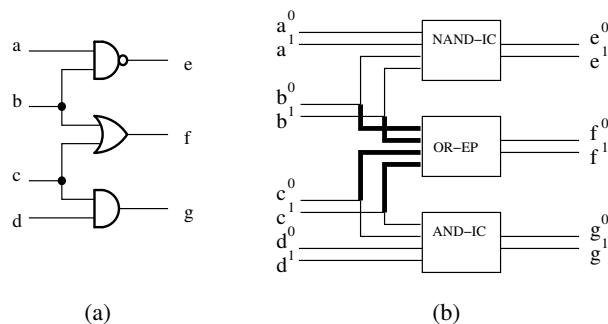 a
b
c
d
e
f
g
(a)
a⁰
a¹
b⁰
b¹
c⁰
c¹
d⁰
d¹
NAND-IC
OR-EP
AND-IC
e⁰
e¹
f⁰
f¹
g⁰
g¹
(b)